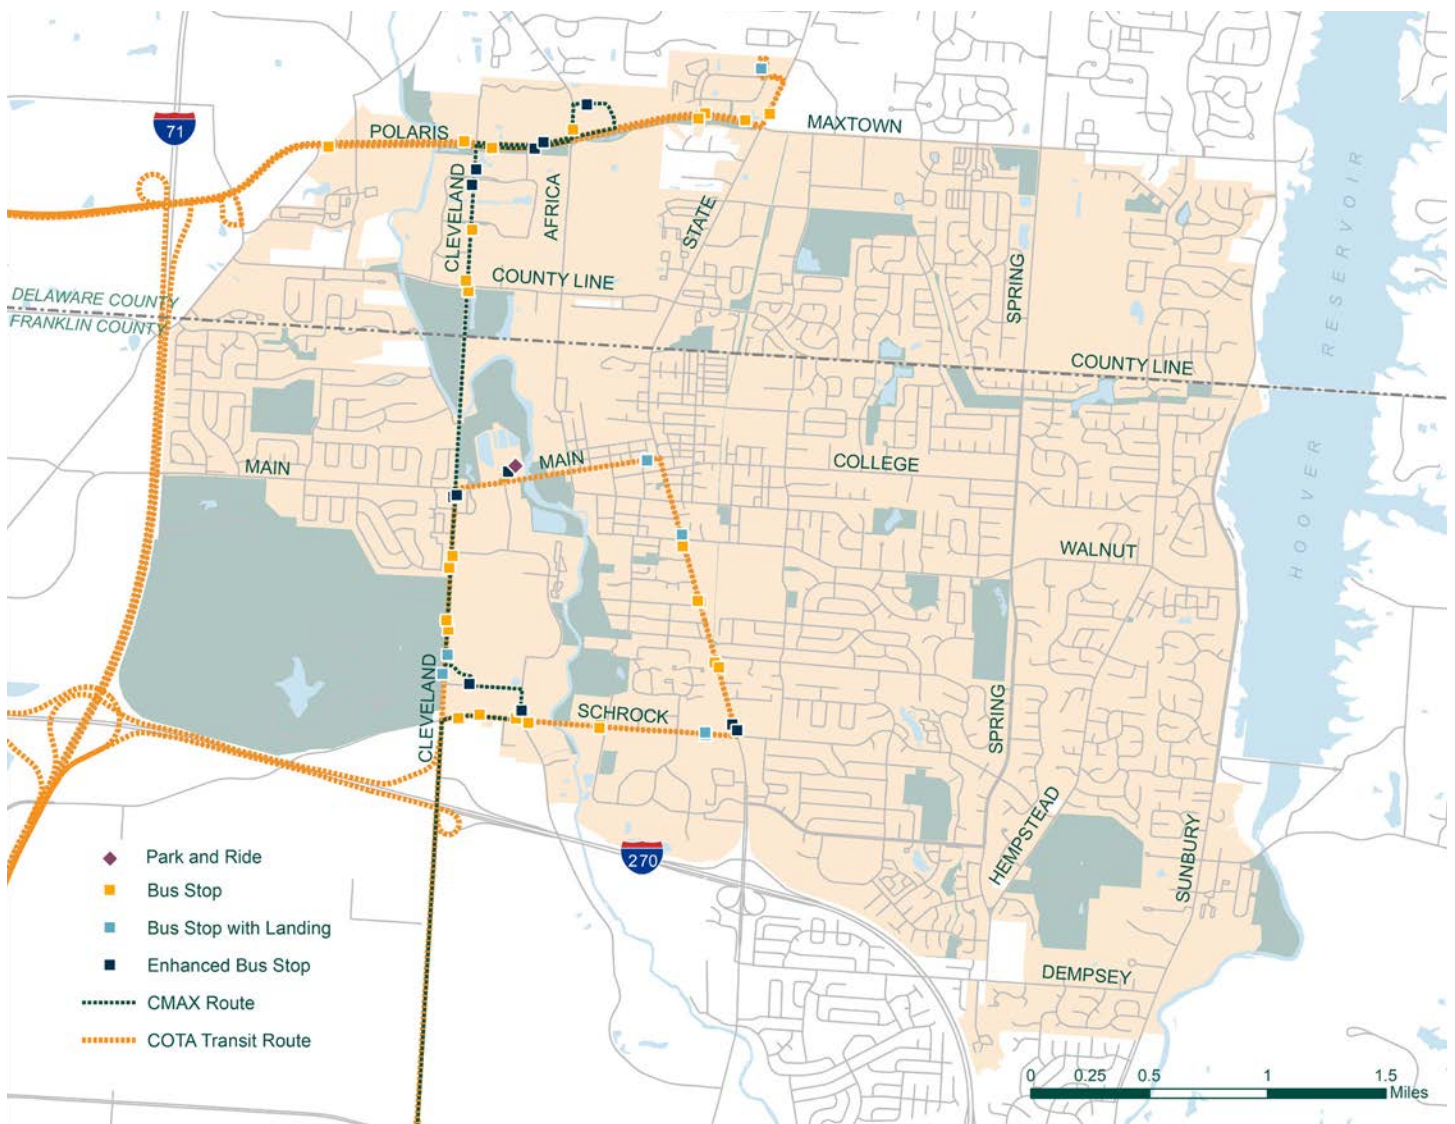 71
POLARIS
MAXTOWN
CLEVELAND
AFRICA
STATE
COUNTY LINE
SPRING
RESERVOIR
DELAWARE COUNTY
FRANKLIN COUNTY
COUNTY LINE
MAIN
MAIN
COLLEGE
HOOVER
WALNUT
CLEVELAND
SCHROCK
SPRING
HEMPSTEAD
SUNBURY
270
DEMPSEY
Park and Ride
Bus Stop
Bus Stop with Landing
Enhanced Bus Stop
CMAX Route
COTA Transit Route
0 0.25 0.5 1 1.5
Miles